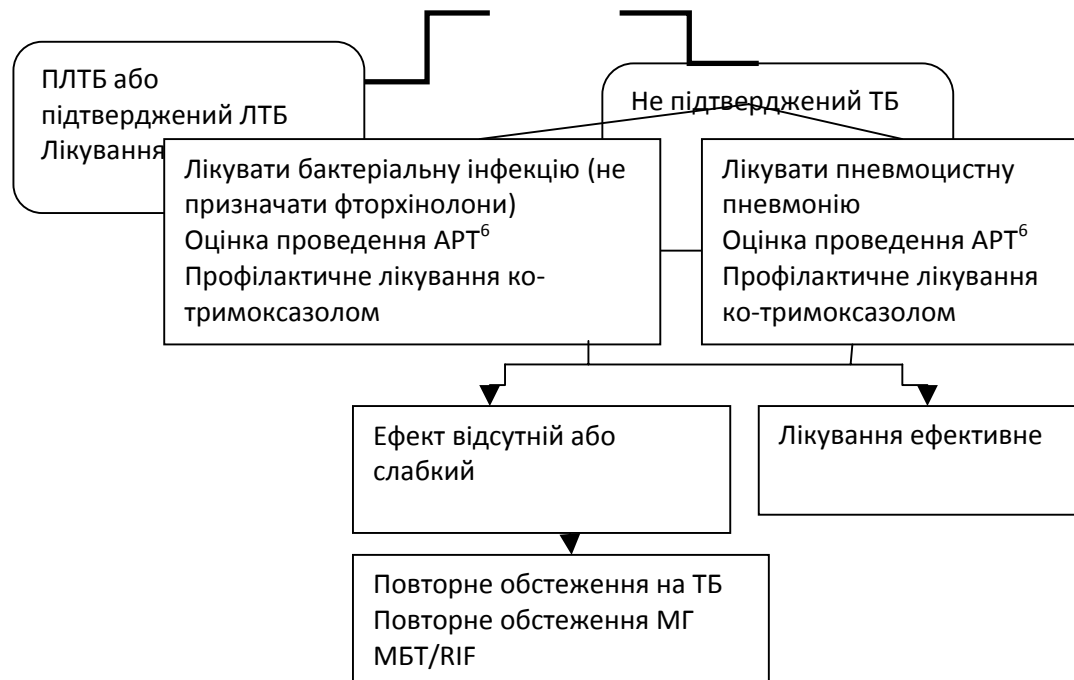 ПЛТБ або
підтверджений ЛТБ
Лікування
Не підтверджений ТБ
Лікувати бактеріальну інфекцію (не
призначати фторхінолони)
Оцінка проведення АРТ⁶
Профілактичне лікування ко-
тримоксазолом
Лікувати пневмоцистну
пневмонію
Оцінка проведення АРТ⁶
Профілактичне лікування
ко-тримоксазолом
Ефект відсутній або
слабкий
Лікування ефективне
Повторне обстеження на ТБ
Повторне обстеження МГ
МБТ/RIF